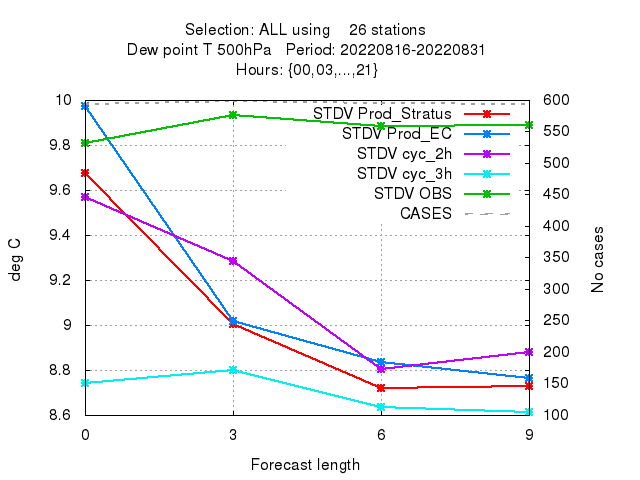 Selection: ALL using    26 stations
Dew point T 500hPa   Period: 20220816-20220831
Hours: {00,03,...,21}
10
9.8
9.6
9.4
9.2
9
8.8
8.6
deg C
STDV Prod_Stratus
STDV Prod_EC
STDV cyc_2h
STDV cyc_3h
STDV OBS
CASES
600
550
500
450
400
350
300
250
200
150
100
No cases
0 3 6 9
Forecast length